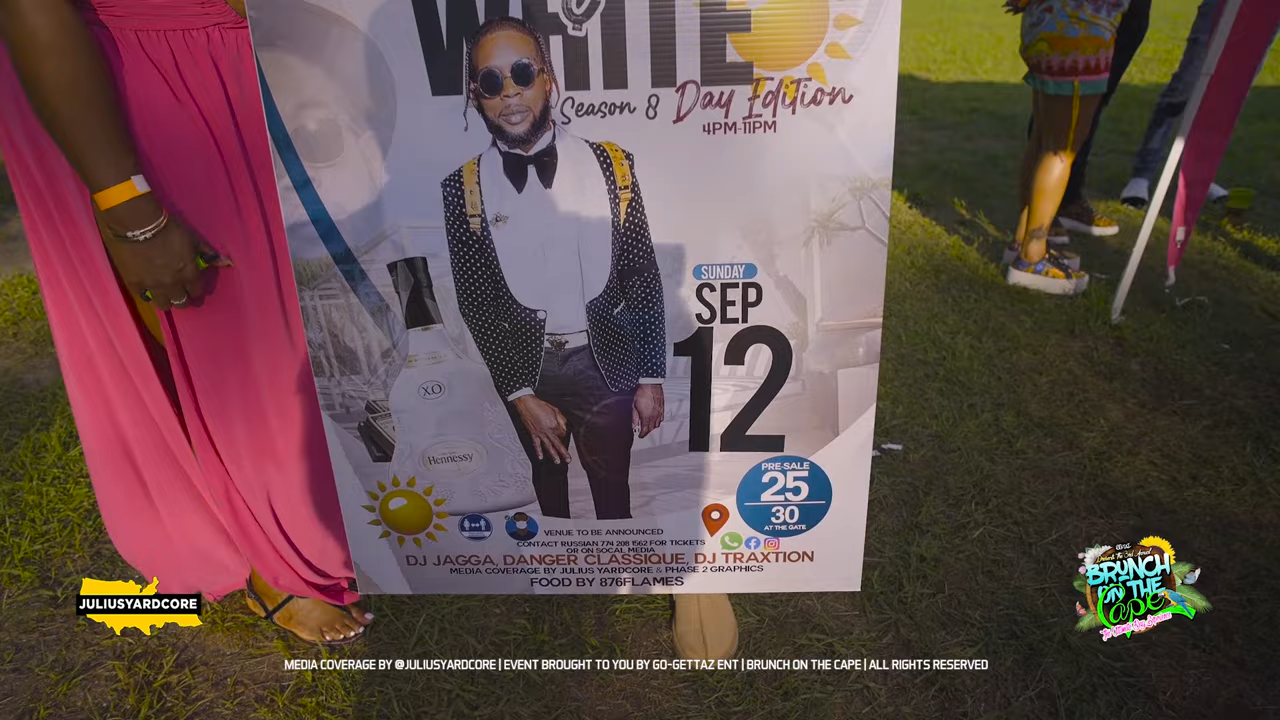 WHITE
Season 8 Day Edition
4PM-11PM
SUNDAY
SEP
12
XO
Hennessy
PRE-SALE
25
30
AT THE GATE
VENUE TO BE ANNOUNCED
CONTACT RUSSIAN 774 208 1562 FOR TICKETS
OR ON SOCAL MEDIA
DJ JAGGA, DANGER CLASSIQUE, DJ TRAXTION
MEDIA COVERAGE BY JULIUS YARDCORE & PHASE 2 GRAPHICS
FOOD BY 876FLAMES
JULIUSYARDCORE
BRUNCH
ON THE
Cape
MEDIA COVERAGE BY @JULIUSYARDCORE | EVENT BROUGHT TO YOU BY GO-GETTAZ ENT | BRUNCH ON THE CAPE | ALL RIGHTS RESERVED